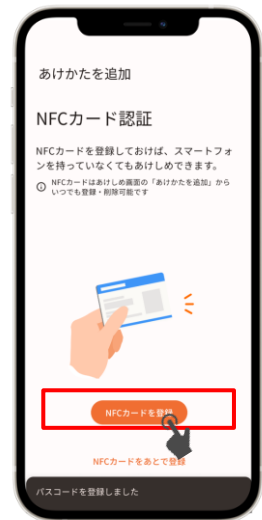 あけかたを追加
NFCカード認証
NFCカードを登録しておけば、スマートフォ
ンを持っていなくてもあけしめできます。
NFCカードはあけしめ画面の「あけかたを追加」から
いつでも登録・削除可能です
NFCカードを登録
NFCカードをあとで登録
パスコードを登録しました